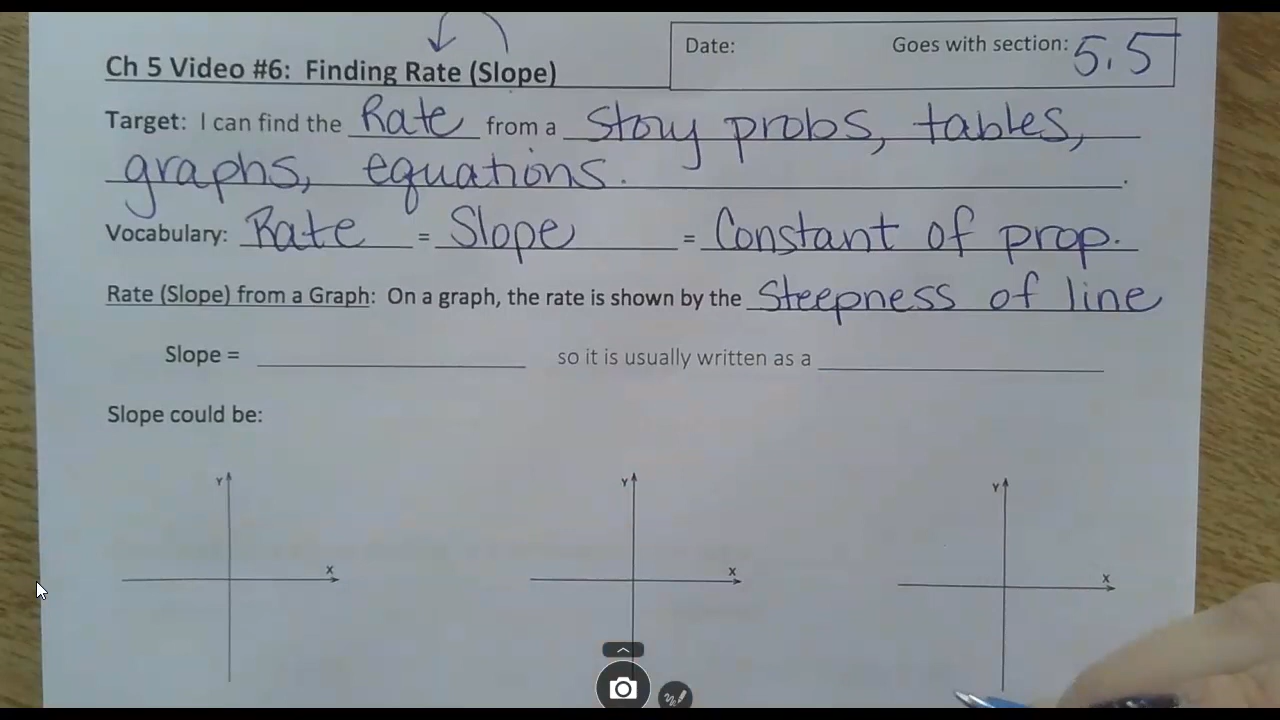 Ch 5 Video #6: Finding Rate (Slope)
Date: Goes with section: 5.5
Target: I can find the Rate from a story probs, tables,
graphs, equations.
Vocabulary: Rate = Slope = Constant of prop.
Rate (Slope) from a Graph: On a graph, the rate is shown by the Steepness of line
Slope = so it is usually written as a
Slope could be:
Y Y Y
X X X